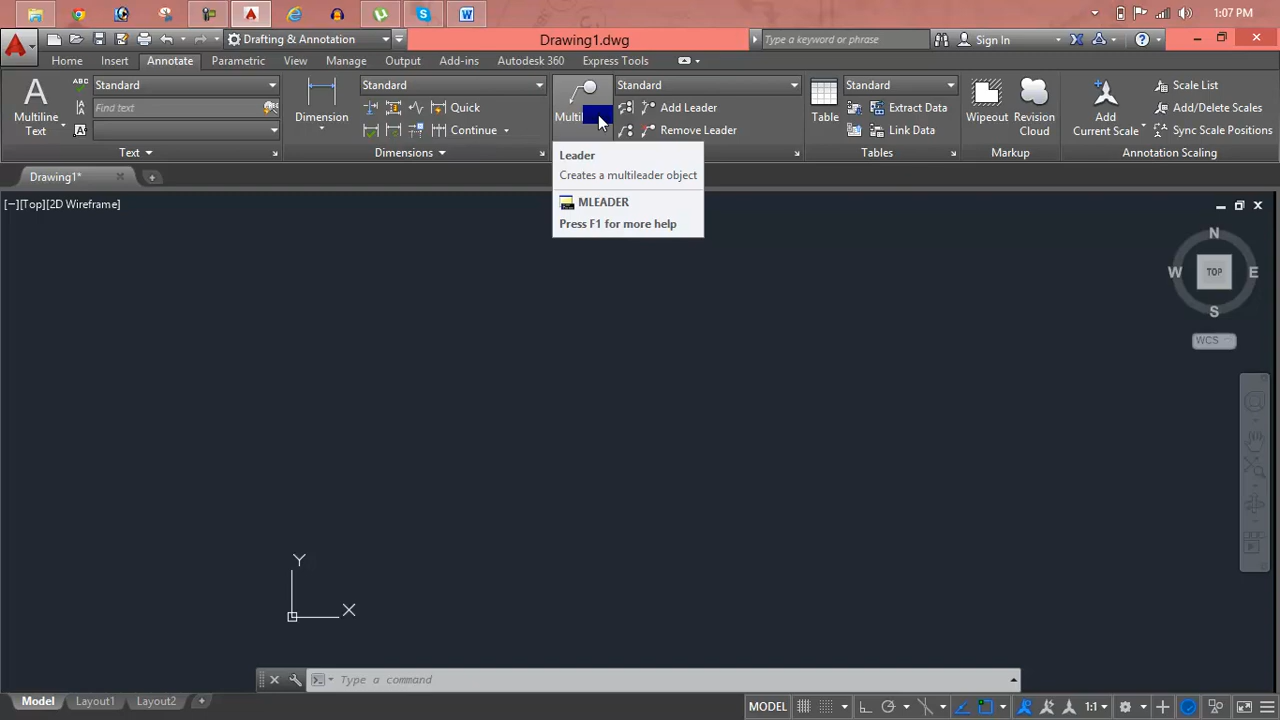 1:07 PM
Drafting & Annotation
Drawing1.dwg
Type a keyword or phrase
Sign In
Home Insert Annotate Parametric View Manage Output Add-ins Autodesk 360 Express Tools
Standard
Standard
Standard
Standard
Scale List
Find text
Quick
Add Leader
Extract Data
Add/Delete Scales
Multiline
Text
Dimension
Multil
Table
Wipeout
Revision
Cloud
Add
Current Scale
Continue
Remove Leader
Link Data
Sync Scale Positions
Text
Dimensions
Tables
Markup
Annotation Scaling
Leader
Creates a multileader object
MLEADER
Press F1 for more help
Drawing1*
[−][Top][2D Wireframe]
N
W TOP E
S
WCS
Y
X
Type a command
Model Layout1 Layout2
MODEL
1:1